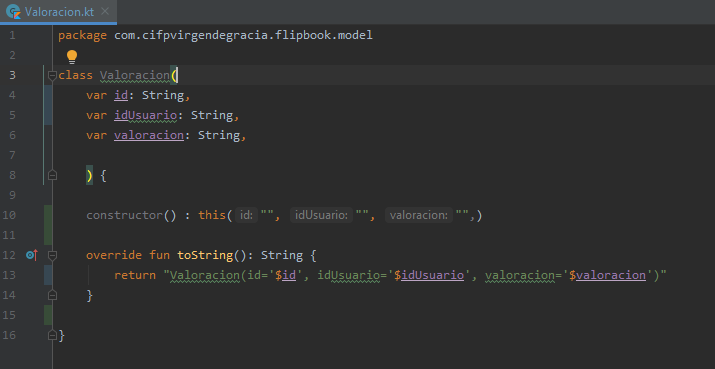 Valoracion.kt
1 package com.cifpvirgendegracia.flipbook.model
2
3 class Valoracion(
4 var id: String,
5 var idUsuario: String,
6 var valoracion: String,
7
8 ) {
9
10 constructor() : this( id: "", idUsuario: "", valoracion: "",)
11
12 override fun toString(): String {
13 return "Valoracion(id='$id', idUsuario='$idUsuario', valoracion='$valoracion')"
14 }
15
16 }